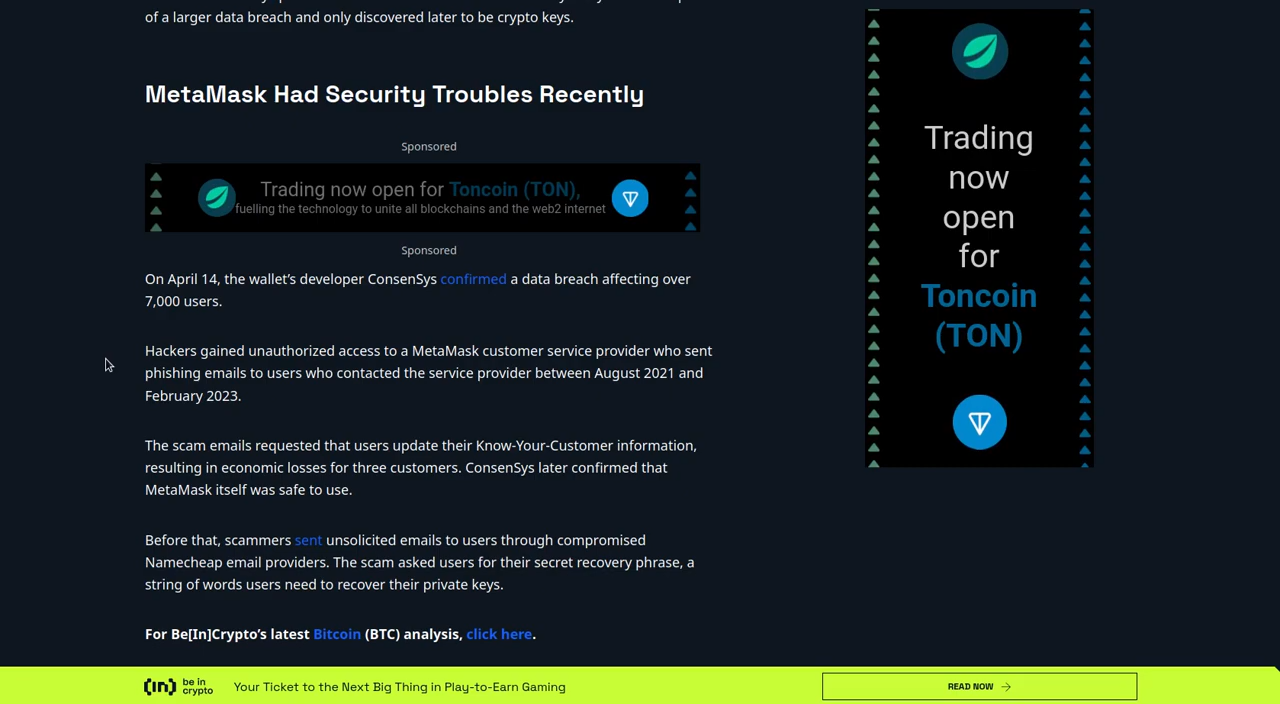 of a larger data breach and only discovered later to be crypto keys.
MetaMask Had Security Troubles Recently
Sponsored
Trading now open for Toncoin (TON),
fuelling the technology to unite all blockchains and the web2 internet
Sponsored
On April 14, the wallet’s developer ConsenSys confirmed a data breach affecting over
7,000 users.
Hackers gained unauthorized access to a MetaMask customer service provider who sent
phishing emails to users who contacted the service provider between August 2021 and
February 2023.
The scam emails requested that users update their Know-Your-Customer information,
resulting in economic losses for three customers. ConsenSys later confirmed that
MetaMask itself was safe to use.
Before that, scammers sent unsolicited emails to users through compromised
Namecheap email providers. The scam asked users for their secret recovery phrase, a
string of words users need to recover their private keys.
For Be[In]Crypto’s latest Bitcoin (BTC) analysis, click here.
Trading
now
open
for
Toncoin
(TON)
(in) be in
crypto
Your Ticket to the Next Big Thing in Play-to-Earn Gaming
READ NOW →